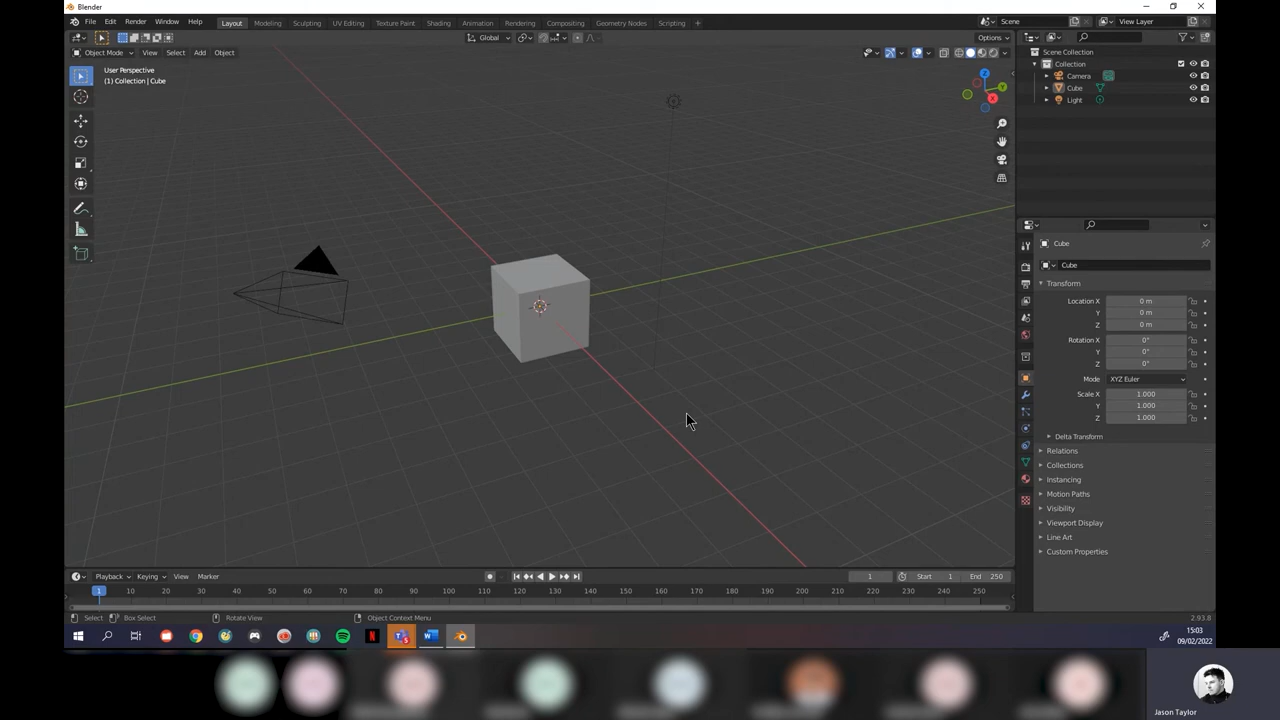 Blender
File Edit Render Window Help Layout Modeling Sculpting UV Editing Texture Paint Shading Animation Rendering Compositing Geometry Nodes Scripting + Scene View Layer
Global Options
Object Mode View Select Add Object
User Perspective
(1) Collection | Cube
Z
Y
X
Scene Collection
Collection
Camera
Cube
Light
Cube
Cube
Transform
Location X 0 m
Y 0 m
Z 0 m
Rotation X 0°
Y 0°
Z 0°
Mode XYZ Euler
Scale X 1.000
Y 1.000
Z 1.000
Delta Transform
Relations
Collections
Instancing
Motion Paths
Visibility
Viewport Display
Line Art
Custom Properties
Playback Keying View Marker 1 Start 1 End 250
1 10 20 30 40 50 60 70 80 90 100 110 120 130 140 150 160 170 180 190 200 210 220 230 240 250
Select Box Select Rotate View Object Context Menu 2.93.8
15:03
09/02/2022
Jason Taylor